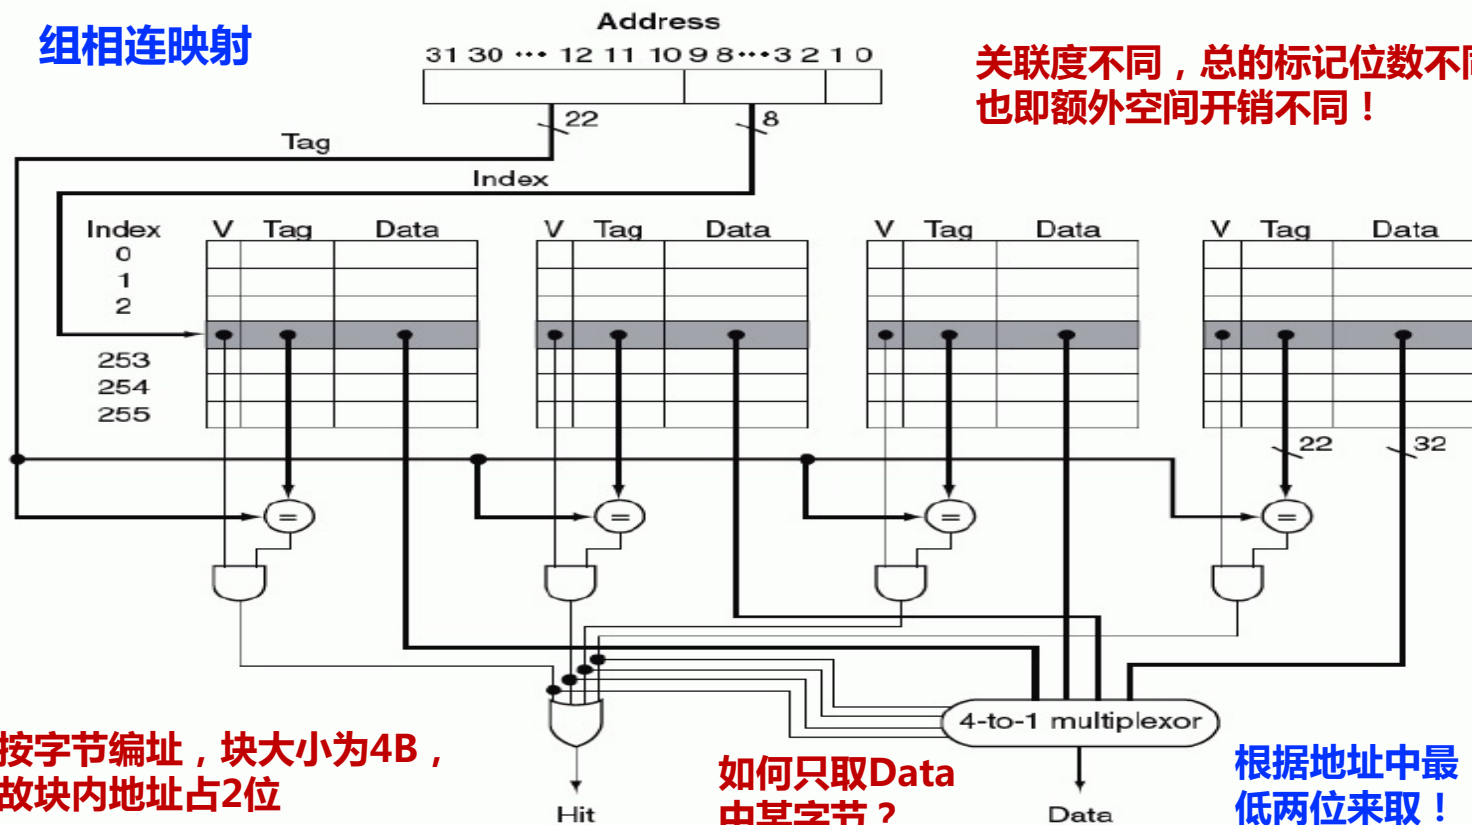 组相连映射
Address
31 30 ··· 12 11 10 9 8 ··· 3 2 1 0
关联度不同，总的标记位数不同
也即额外空间开销不同！
22
8
Tag
Index
Index V Tag Data V Tag Data V Tag Data V Tag Data
0
1
2
253
254
255
22
32
= = = =
4-to-1 multiplexor
按字节编址，块大小为4B，
故块内地址占2位
如何只取Data
中某字节？
根据地址中最
低两位来取！
Hit
Data